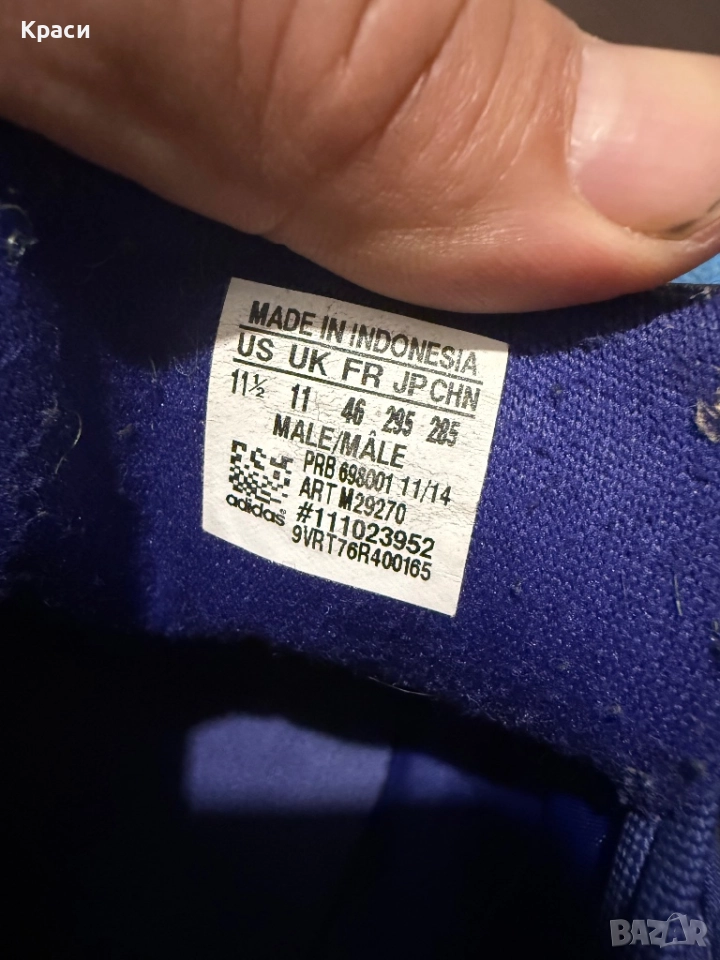 Краси
MADE IN INDONESIA
US UK FR JP CHN
11½ 11 46 295 285
MALE/MÂLE
PRB 698001 11/14
ART M29270
adidas®
#111023952
9VRT76R400165
BAZAR